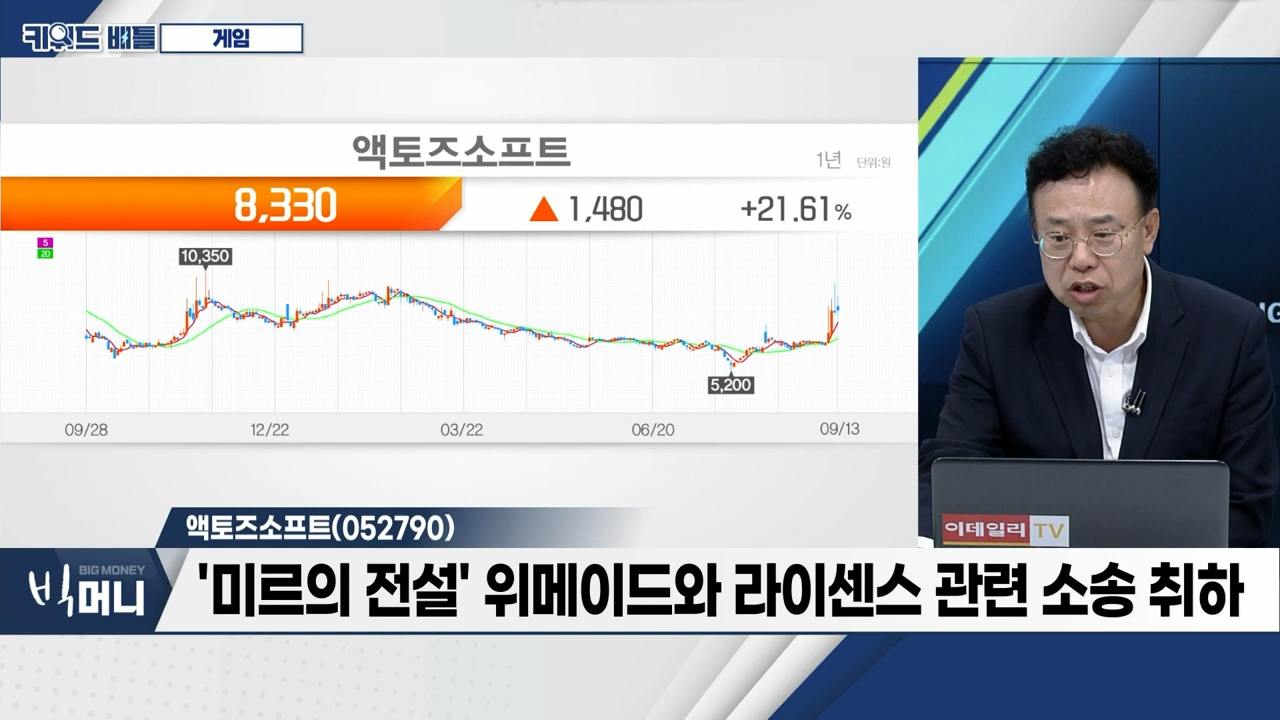 키워드 배틀 게임
액토즈소프트
1년 단위:원
8,330 ▲ 1,480 +21.61%
5
20
10,350
5,200
09/28 12/22 03/22 06/20 09/13
이데일리 TV
액토즈소프트(052790)
BIG MONEY
빅머니
'미르의 전설' 위메이드와 라이센스 관련 소송 취하